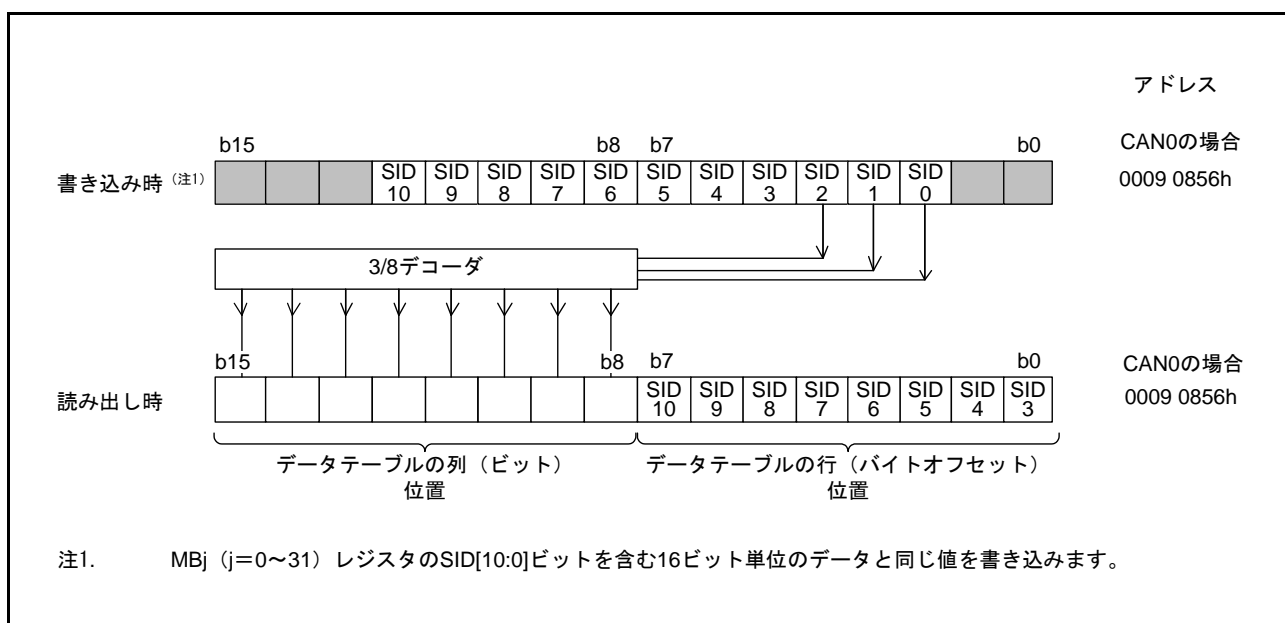 アドレス
b15 b8 b7 b0 CAN0の場合
書き込み時(注1) SID 10 SID 9 SID 8 SID 7 SID 6 SID 5 SID 4 SID 3 SID 2 SID 1 SID 0 0009 0856h
3/8デコーダ
b15 b8 b7 b0 CAN0の場合
読み出し時 SID 10 SID 9 SID 8 SID 7 SID 6 SID 5 SID 4 SID 3 0009 0856h
データテーブルの列(ビット) データテーブルの行(バイトオフセット)
位置 位置
注1. MBj(j=0～31)レジスタのSID[10:0]ビットを含む16ビット単位のデータと同じ値を書き込みます。